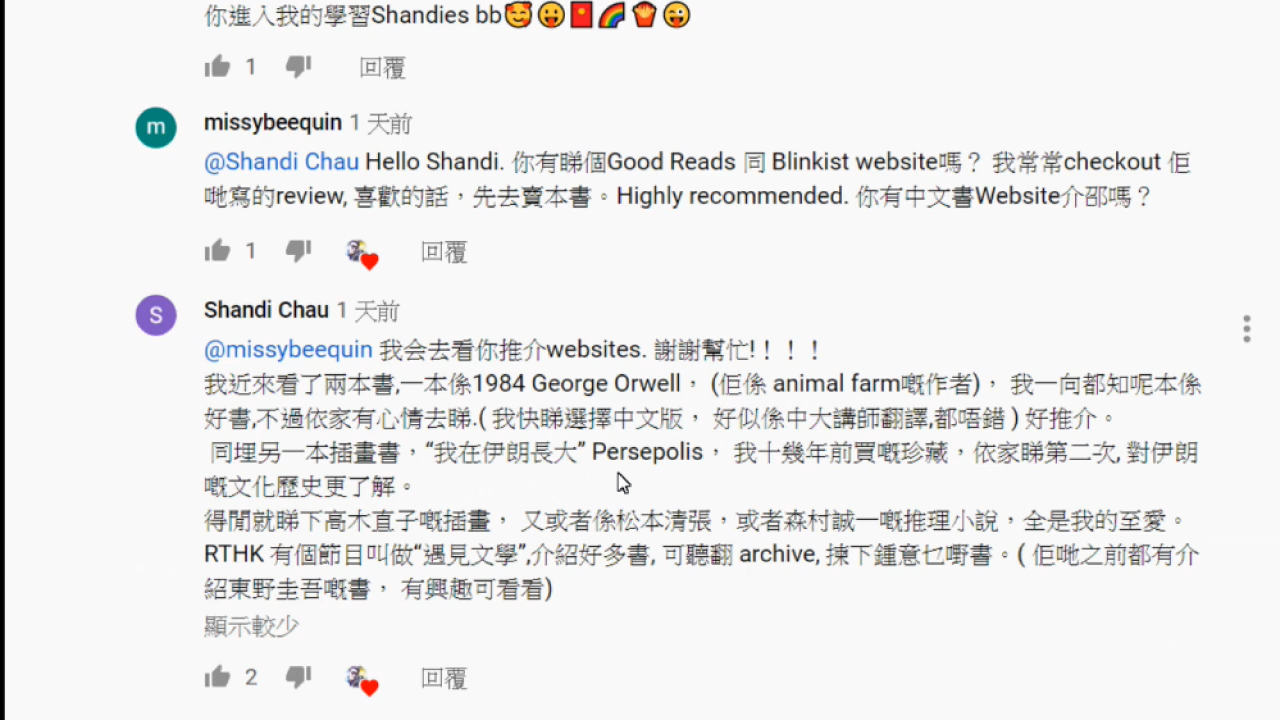 你進入我的學習Shandies bb🥰😛🧧🌈🍟😜
1 回覆
m missybeequin 1 天前
@Shandi Chau Hello Shandi. 你有睇個Good Reads 同 Blinkist website嗎？ 我常常checkout 佢
哋寫的review, 喜歡的話，先去賣本書。Highly recommended. 你有中文書Website介邵嗎？
1 回覆
S Shandi Chau 1 天前
@missybeequin 我会去看你推介websites. 謝謝幫忙!！！！
我近來看了兩本書,一本係1984 George Orwell， (佢係 animal farm嘅作者)， 我一向都知呢本係
好書,不過依家有心情去睇.( 我快睇選擇中文版， 好似係中大講師翻譯,都唔錯 ) 好推介。
同埋另一本插畫書，“我在伊朗長大” Persepolis， 我十幾年前買嘅珍藏，依家睇第二次, 對伊朗
嘅文化歷史更了解。
得閒就睇下高木直子嘅插畫， 又或者係松本清張，或者森村誠一嘅推理小說，全是我的至愛。
RTHK 有個節目叫做“遇見文學”,介紹好多書, 可聽翻 archive, 揀下鍾意乜嘢書。( 佢哋之前都有介
紹東野圭吾嘅書， 有興趣可看看)
顯示較少
2 回覆